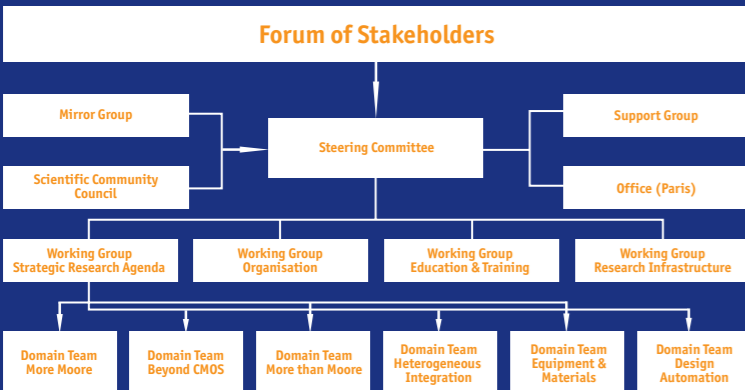 Forum of Stakeholders
Mirror Group
Support Group
Steering Committee
Scientific Community
Council
Office (Paris)
Working Group
Strategic Research Agenda
Working Group
Organisation
Working Group
Education & Training
Working Group
Research Infrastructure
Domain Team
More Moore
Domain Team
Beyond CMOS
Domain Team
More than Moore
Domain Team
Heterogeneous
Integration
Domain Team
Equipment &
Materials
Domain Team
Design
Automation